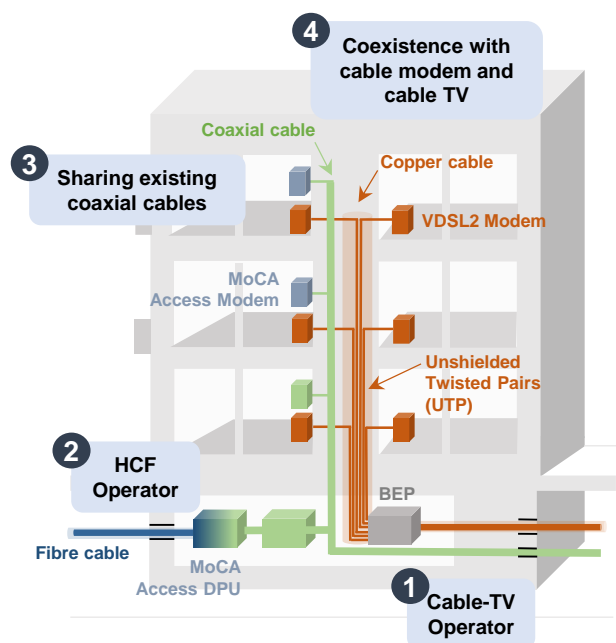 4
Coexistence with
cable modem and
cable TV
Coaxial cable
Copper cable
3
Sharing existing
coaxial cables
VDSL2 Modem
MoCA
Access Modem
Unshielded
Twisted Pairs
(UTP)
2
HCF
Operator
BEP
Fibre cable
MoCA
Access DPU
1
Cable-TV
Operator